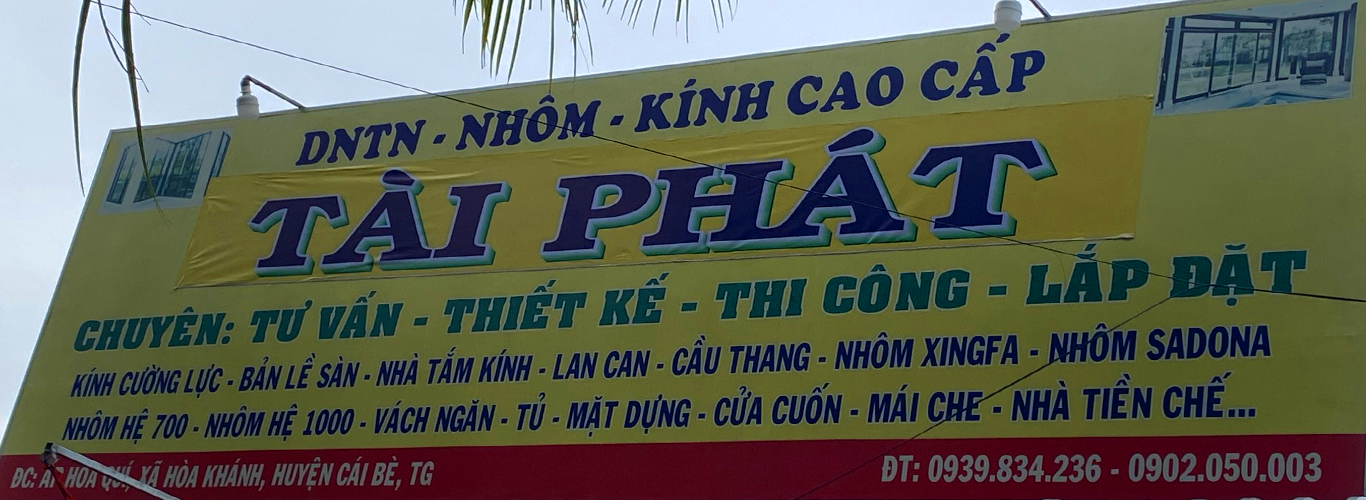 DNTN - NHÔM - KÍNH CAO CẤP
TÀI PHÁT
CHUYÊN: TƯ VẤN - THIẾT KẾ - THI CÔNG - LẮP ĐẶT
KÍNH CƯỜNG LỰC - BẢN LỀ SÀN - NHÀ TẮM KÍNH - LAN CAN - CẦU THANG - NHÔM XINGFA - NHÔM SADONA
NHÔM HỆ 700 - NHÔM HỆ 1000 - VÁCH NGĂN - TỦ - MẶT DỰNG - CỬA CUỐN - MÁI CHE - NHÀ TIỀN CHẾ...
ĐC: ẤP HÒA QUÍ, XÃ HÒA KHÁNH, HUYỆN CÁI BÈ, TG
ĐT: 0939.834.236 - 0902.050.003